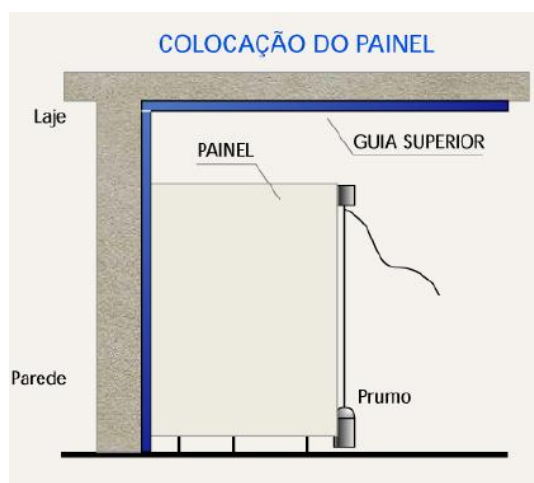 COLOCAÇÃO DO PAINEL
Laje
GUIA SUPERIOR
PAINEL
Parede
Prumo